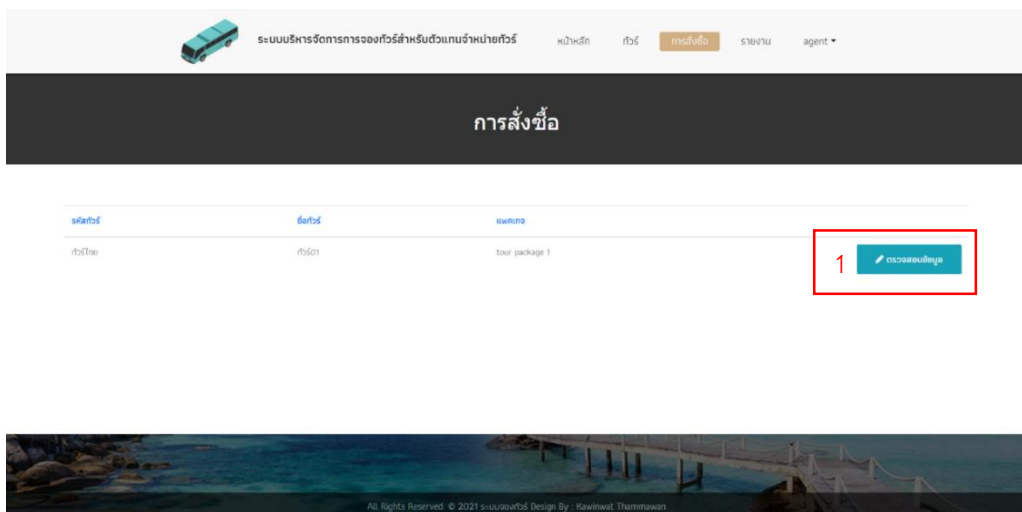 ระบบบริหารจัดการการจองทัวร์สำหรับตัวแทนจำหน่ายทัวร์ หน้าหลัก ทัวร์ การสั่งซื้อ รายงาน agent
การสั่งซื้อ
รหัสทัวร์ ชื่อทัวร์ แพคเกจ
ทัวร์ไทย ทัวร์01 tour package 1
1 ตรวจสอบข้อมูล
All Rights Reserved. © 2021 ระบบจองทัวร์ Design By : Kawinwat Thammawan